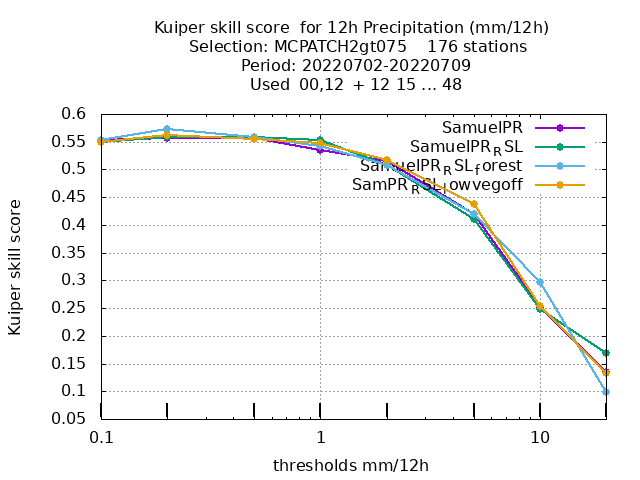 Kuiper skill score  for 12h Precipitation (mm/12h)
Selection: MCPATCH2gt075    176 stations
Period: 20220702-20220709
Used  00,12  + 12 15 ... 48
SamuelPR
SamuelPR_RSL
SamuelPR_RSL_forest
SamPR_RSL_lowvegoff
Kuiper skill score
0.6
0.55
0.5
0.45
0.4
0.35
0.3
0.25
0.2
0.15
0.1
0.05
0.1 1 10
thresholds mm/12h